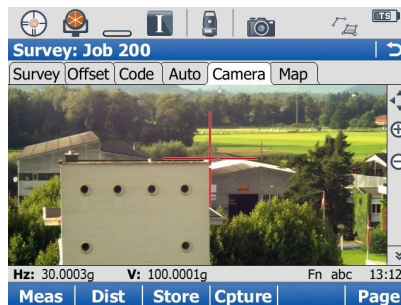 TS
Survey: Job 200
Survey Offset Code Auto Camera Map
Hz: 30.0003g V: 100.0001g Fn abc 13:12
Meas Dist Store Cpture Page